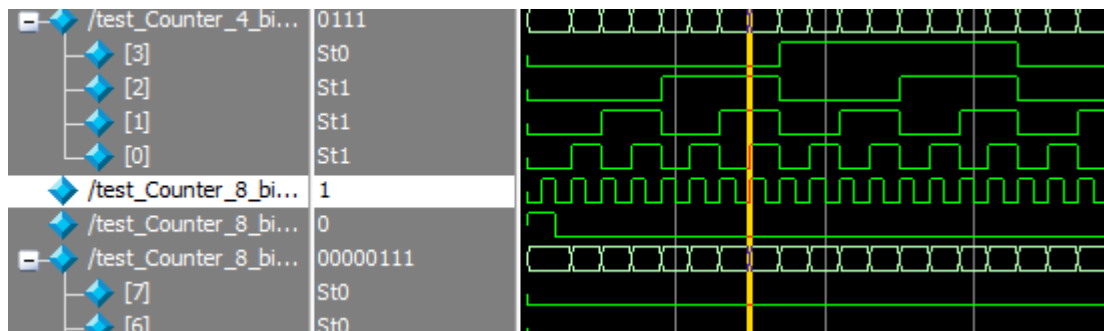 /test_Counter_4_bi... 0111
[3] St0
[2] St1
[1] St1
[0] St1
/test_Counter_8_bi... 1
/test_Counter_8_bi... 0
/test_Counter_8_bi... 00000111
[7] St0
[6] St0